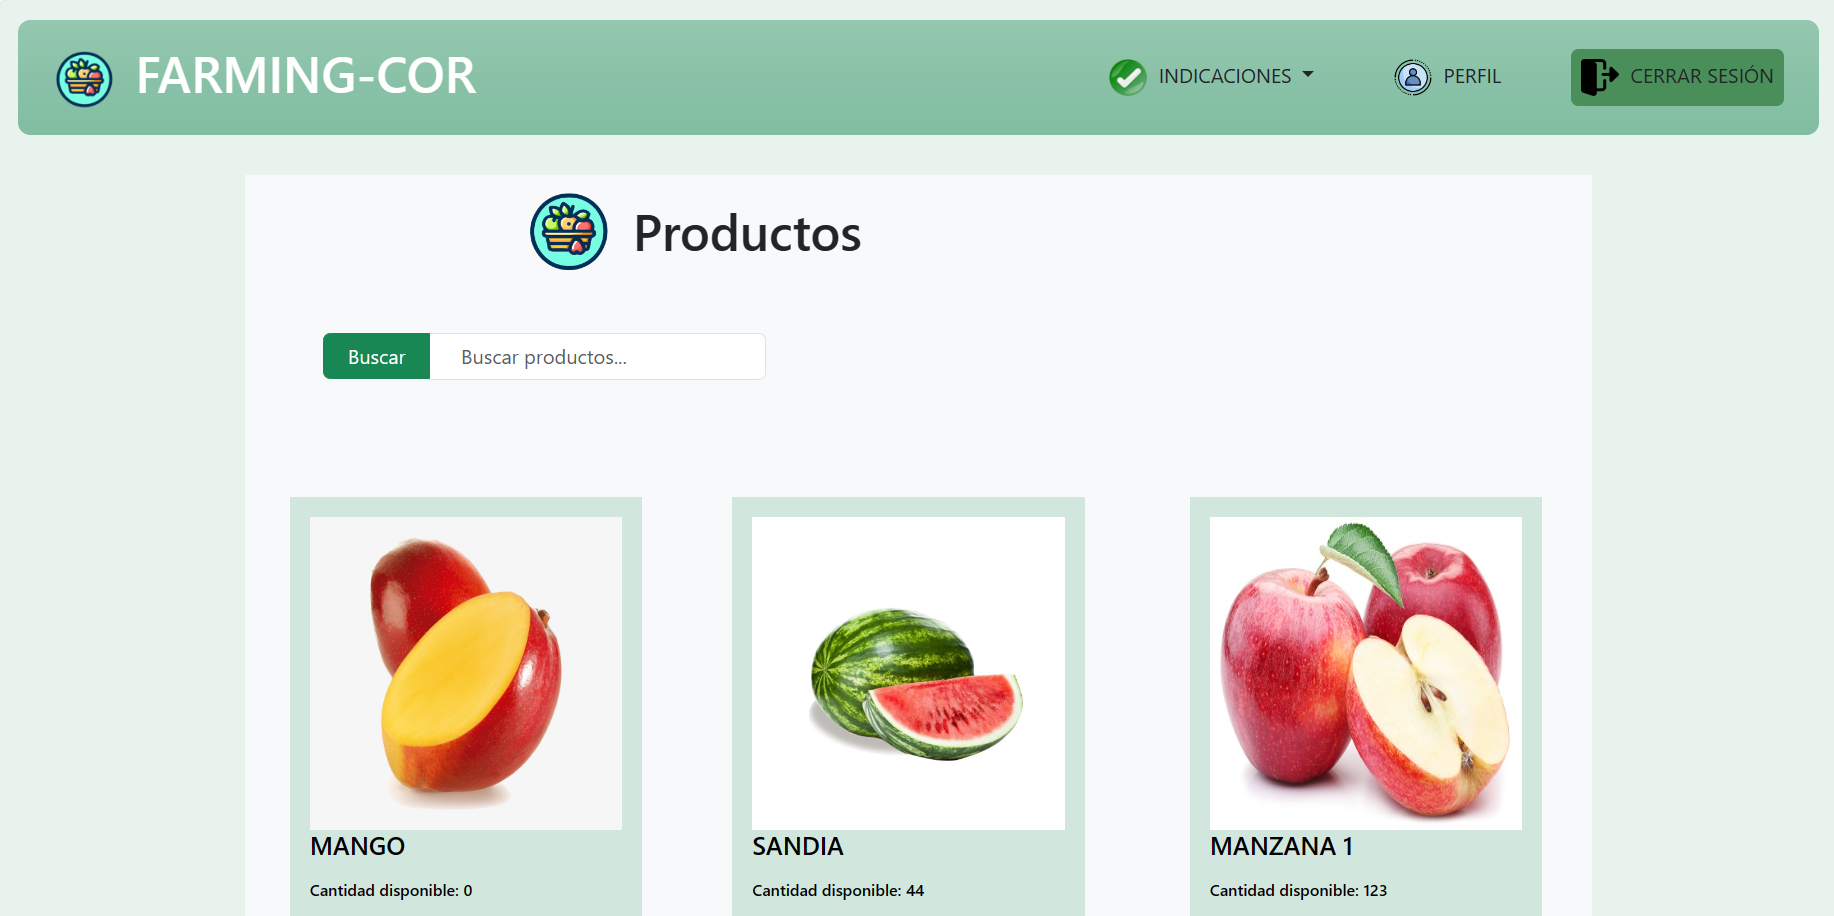 FARMING-COR
INDICACIONES
PERFIL
CERRAR SESIÓN
Productos
Buscar
Buscar productos...
MANGO
Cantidad disponible: 0
SANDIA
Cantidad disponible: 44
MANZANA 1
Cantidad disponible: 123